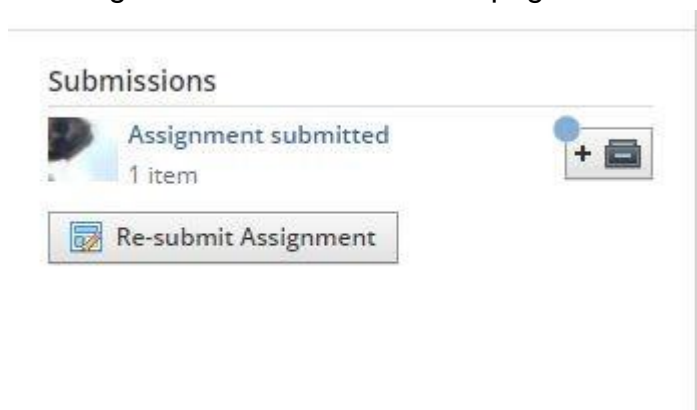 Submissions
Assignment submitted
+
1 item
Re-submit Assignment